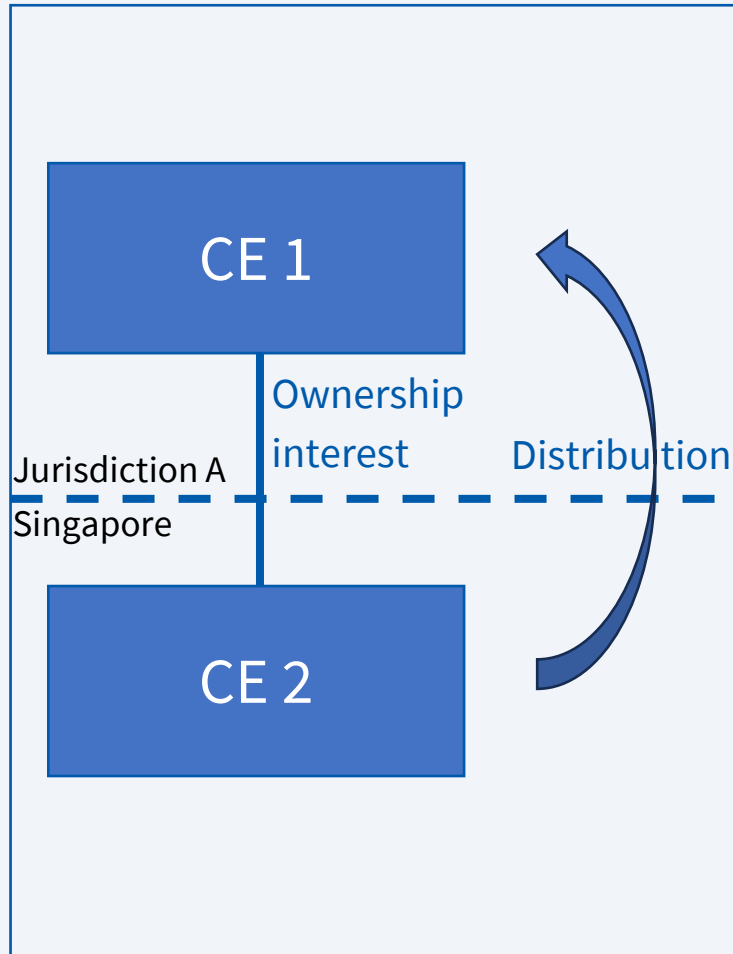 CE 1
Ownership
interest
Distribution
Jurisdiction A
Singapore
CE 2